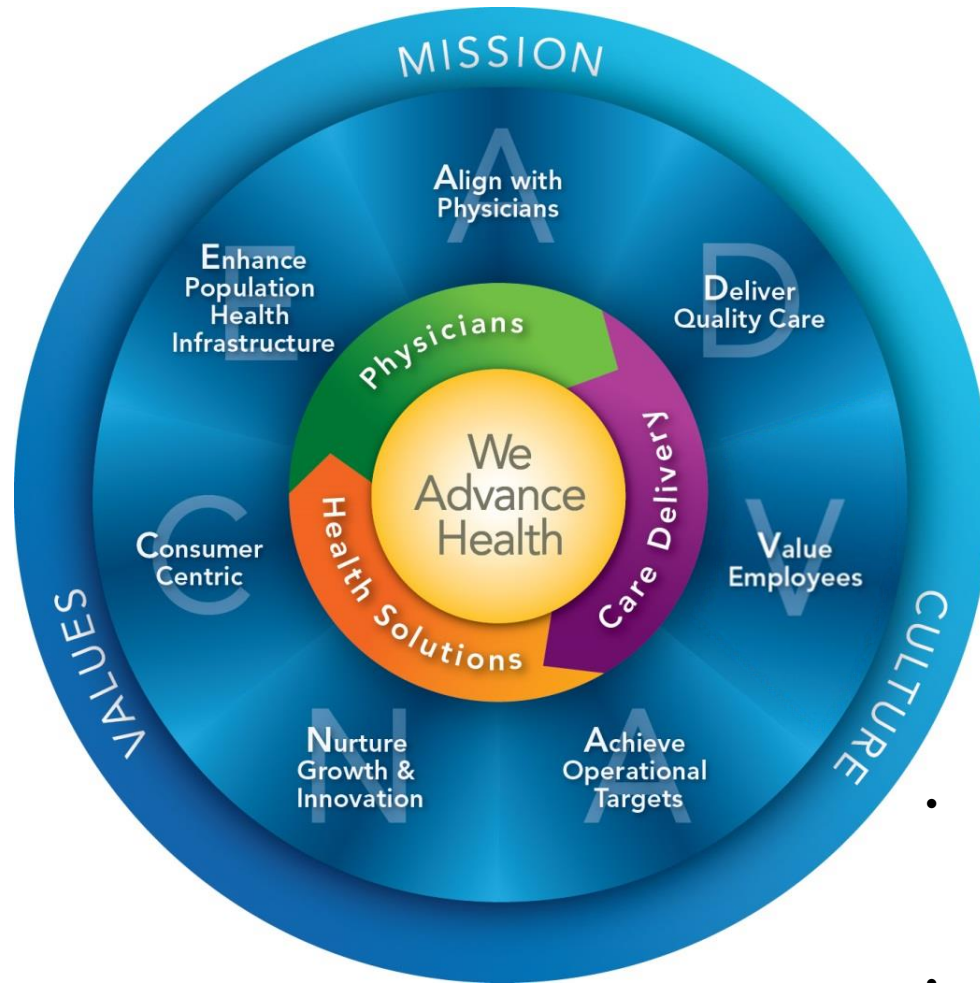 MISSION
Align with
Physicians
Deliver
Quality Care
Value
Employees
Achieve
Operational
Targets
Nurture
Growth &
Innovation
Consumer
Centric
Enhance
Population
Health
Infrastructure
A
D
V
A
N
C
E
Physicians
Care Delivery
Health Solutions
We
Advance
Health
CULTURE
VALUES